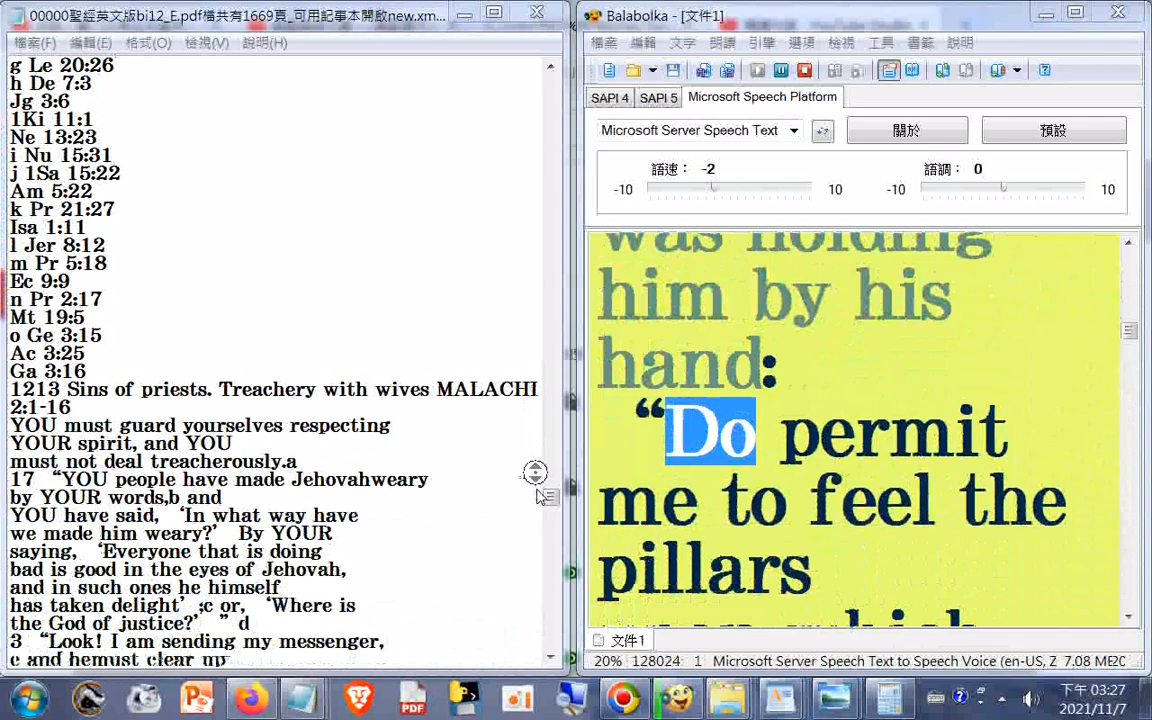 00000聖經英文版bi12_E.pdf檔共有1669頁_可用記事本開啟new.xm...
檔案(F) 編輯(E) 格式(O) 檢視(V) 說明(H)
g Le 20:26
h De 7:3
Jg 3:6
1Ki 11:1
Ne 13:23
i Nu 15:31
j 1Sa 15:22
Am 5:22
k Pr 21:27
Isa 1:11
l Jer 8:12
m Pr 5:18
Ec 9:9
n Pr 2:17
Mt 19:5
o Ge 3:15
Ac 3:25
Ga 3:16
1213 Sins of priests. Treachery with wives MALACHI
2:1-16
YOU must guard yourselves respecting
YOUR spirit, and YOU
must not deal treacherously.a
17 “YOU people have made Jehovahweary
by YOUR words,b and
YOU have said, ‘In what way have
we made him weary?’ By YOUR
saying, ‘Everyone that is doing
bad is good in the eyes of Jehovah,
and in such ones he himself
has taken delight’ ;c or, ‘Where is
the God of justice?’ ” d
3 “Look! I am sending my messenger,
e and hemust clear up
Balabolka - [文件1]
檔案 編輯 文字 朗讀 引擎 選項 檢視 工具 書籤 說明
SAPI 4 SAPI 5 Microsoft Speech Platform
Microsoft Server Speech Text 關於 預設
語速： -2 語調： 0
-10 10 -10 10
was holding
him by his
hand:
“Do permit
me to feel the
pillars
文件1
20% 128024: 1 Microsoft Server Speech Text to Speech Voice (en-US, Z 7.08 ME
PDF
下午 03:27
2021/11/7